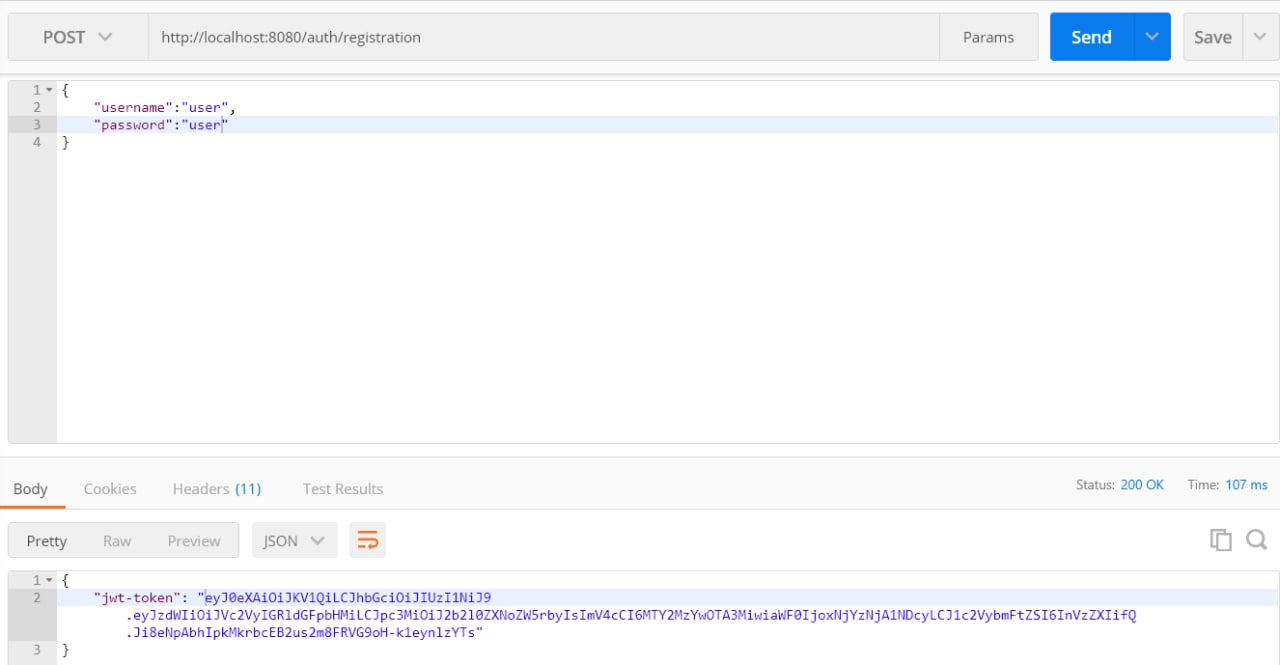 POST
http://localhost:8080/auth/registration
Params
Send
Save
1 {
2 "username":"user",
3 "password":"user"
4 }
Body
Cookies
Headers (11)
Test Results
Status: 200 OK
Time: 107 ms
Pretty
Raw
Preview
JSON
1 {
2 "jwt-token": "eyJ0eXAiOiJKV1QiLCJhbGciOiJIUzI1NiJ9
.eyJzdWIiOiJVc2VyIGRldGFpbHMiLCJpc3MiOiJ2b2l0ZXNoZW5rbyIsImV4cCI6MTY2MzYwOTA3MiwiaWF0IjoxNjYzNjA1NDcyLCJ1c2VybmFtZSI6InVzZXIifQ
.Ji8eNpAbhIpkMkrbcEB2us2m8FRVG9oH-k1eynlzYTs"
3 }